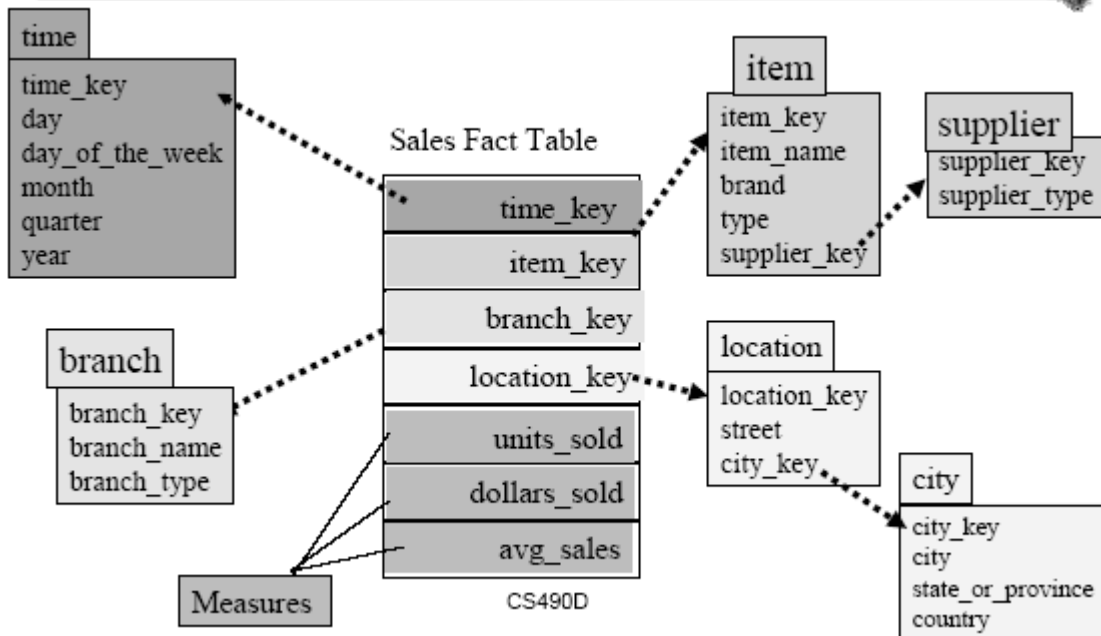 time
time_key
day
day_of_the_week
month
quarter
year
Sales Fact Table
time_key
item_key
branch_key
location_key
units_sold
dollars_sold
avg_sales
Measures
CS490D
branch
branch_key
branch_name
branch_type
item
item_key
item_name
brand
type
supplier_key
supplier
supplier_key
supplier_type
location
location_key
street
city_key
city
city_key
city
state_or_province
country